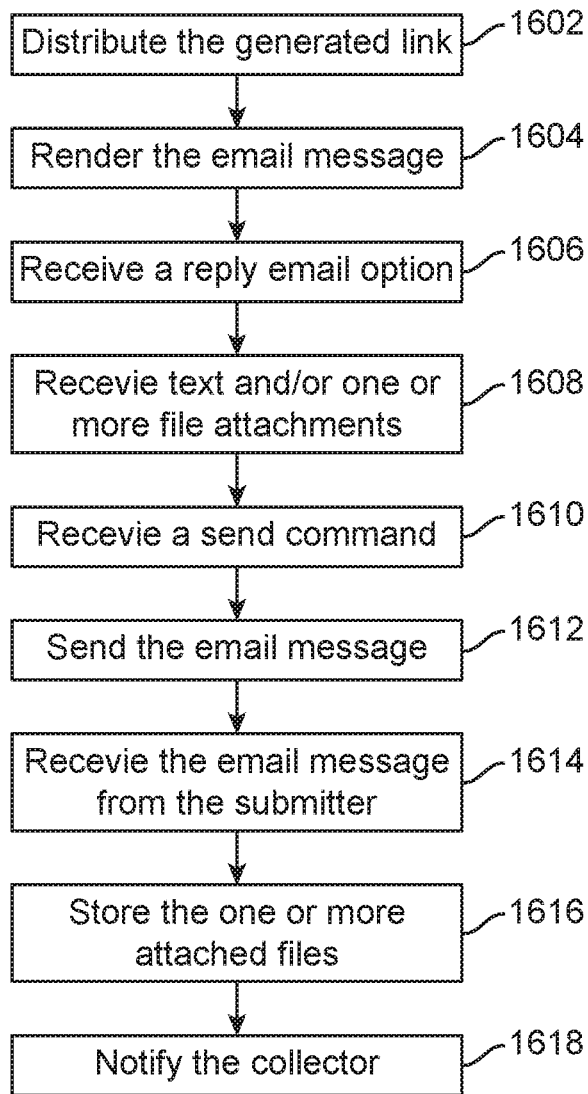 Distribute the generated link
1602
Render the email message
1604
Receive a reply email option
1606
Recevie text and/or one or
more file attachments
1608
Recevie a send command
1610
Send the email message
1612
Recevie the email message
from the submitter
1614
Store the one or more
attached files
1616
Notify the collector
1618